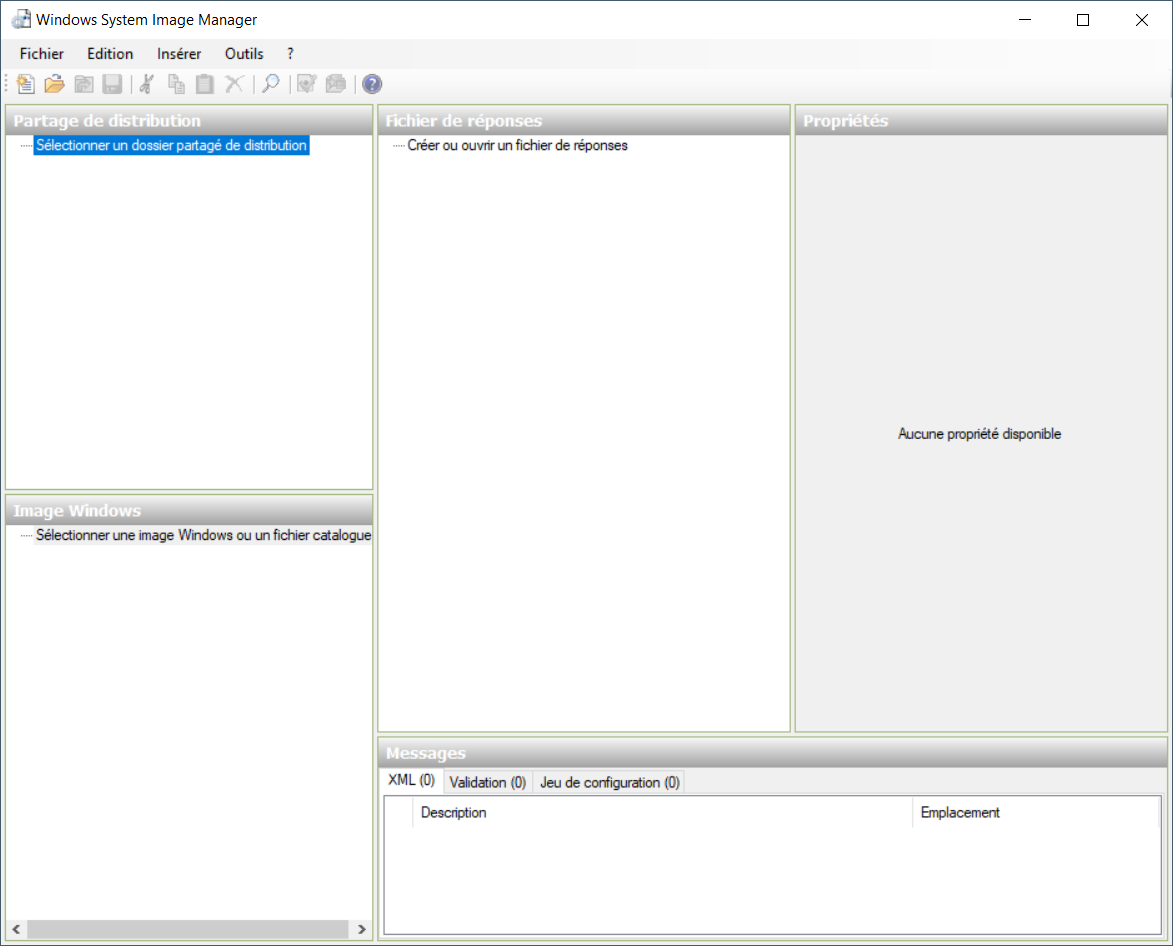 Windows System Image Manager
Fichier Edition Insérer Outils ?
Partage de distribution
Sélectionner un dossier partagé de distribution
Image Windows
Sélectionner une image Windows ou un fichier catalogue
Fichier de réponses
Créer ou ouvrir un fichier de réponses
Propriétés
Aucune propriété disponible
Messages
XML (0) Validation (0) Jeu de configuration (0)
Description Emplacement